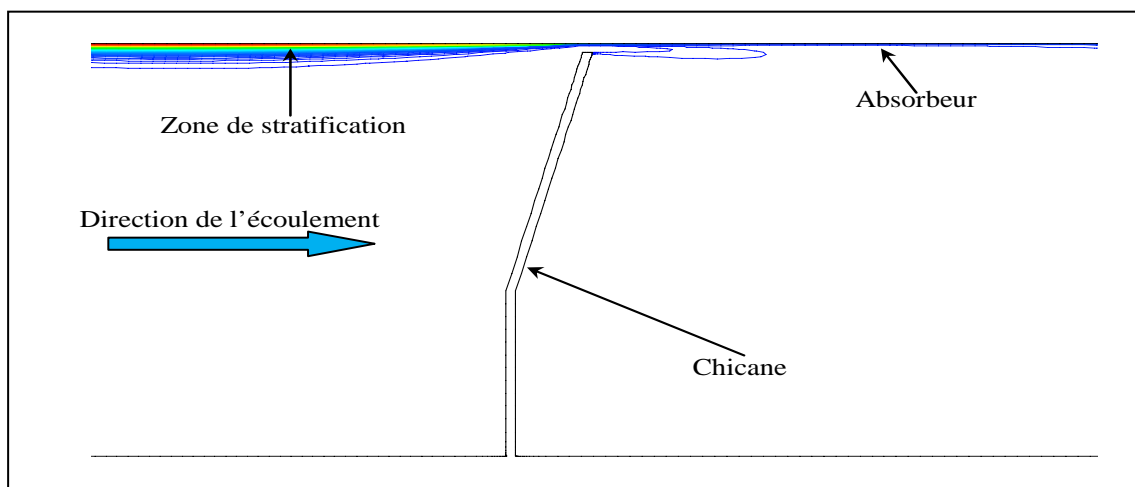 Zone de stratification
Absorbeur
Direction de l’écoulement
Chicane